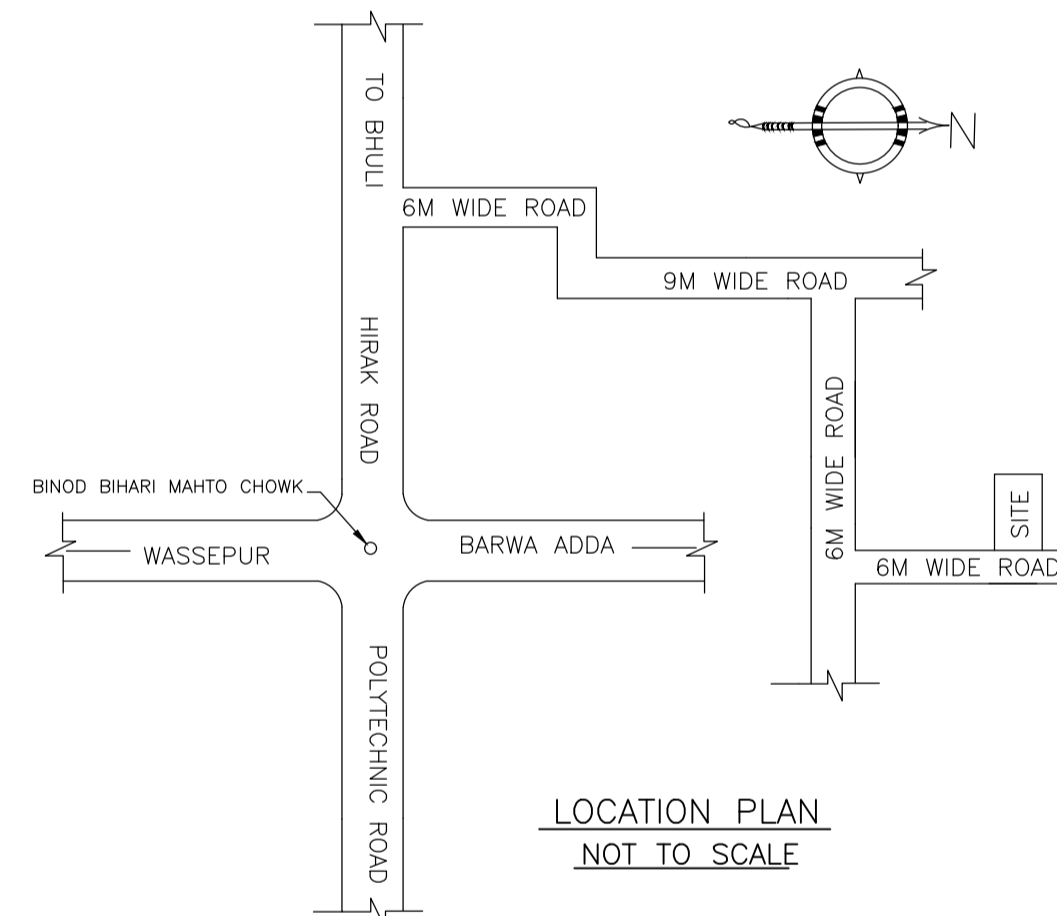 TO BHULI
N
6M WIDE ROAD
9M WIDE ROAD
HIRAK ROAD
6M WIDE ROAD
BINOD BIHARI MAHTO CHOWK
SITE
WASSEPUR
BARWA ADDA
6M WIDE ROAD
POLYTECHNIC ROAD
LOCATION PLAN
NOT TO SCALE